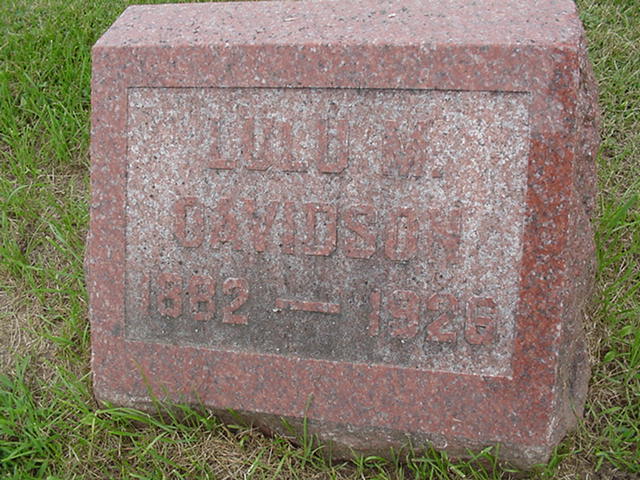 LULU M.
DAVIDSON
1882 — 1926